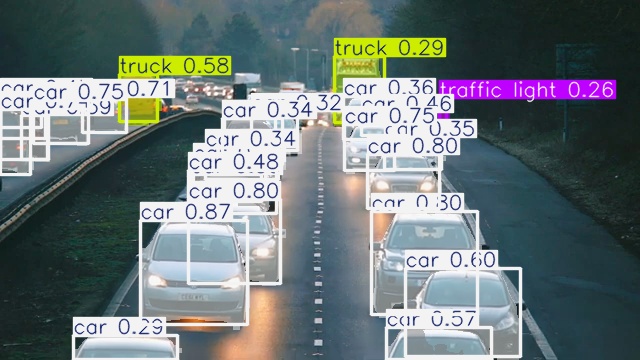 truck 0.29
truck 0.58
traffic light 0.26
car 0.36
car 0.75
0.71
car 0.46
car 0.34
32
car 0.75
0.35
car 0.34
car 0.80
car 0.48
car 0.80
car 0.80
car 0.87
car 0.60
car 0.57
car 0.29